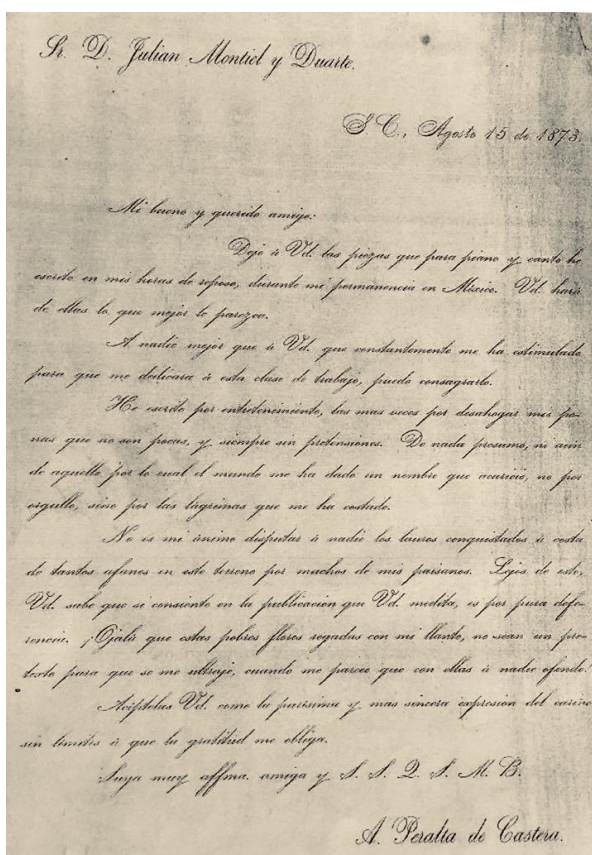 Sr. D. Julian Montiel y Duarte.
S. C., Agosto 15 de 1873.
Mi bueno y querido amigo:
Dejo á Vd. las piezas que para piano y canto he
escrito en mis horas de reposo, durante mi permanencia en México. Vd. hará
de ellas lo que mejor le parezca.
A nadie mejor que á Vd. que constantemente me ha estimulado
para que me dedicara á esta clase de trabajo, puedo consagrarlo.
He escrito por entretenimiento, las mas veces por desahogar mis pe-
nas que no son pocas, y siempre sin pretensiones. De nada presumo, ni aun
de aquello por lo cual el mundo me ha dado un nombre que acaricio, no por
orgullo, sino por las lágrimas que me ha costado.
No es mi ánimo disputar á nadie los lauros conquistados á costa
de tantos afanes en este terreno por muchos de mis paisanos. Lejos de esto,
Vd. sabe que si consiento en la publicacion que Vd. medita, es por pura defe-
rencia. ¡Ojalá que estas pobres flores regadas con mi llanto, no sean un pre-
texto para que se me ultraje, cuando me parece que con ellas á nadie ofendo!
Acéptelas Vd. como la purísima y mas sincera expresion del cariño
sin límites á que la gratitud me obliga.
Suya muy affma. amiga y S. S. Q. S. M. B.
A. Peralta de Castera.